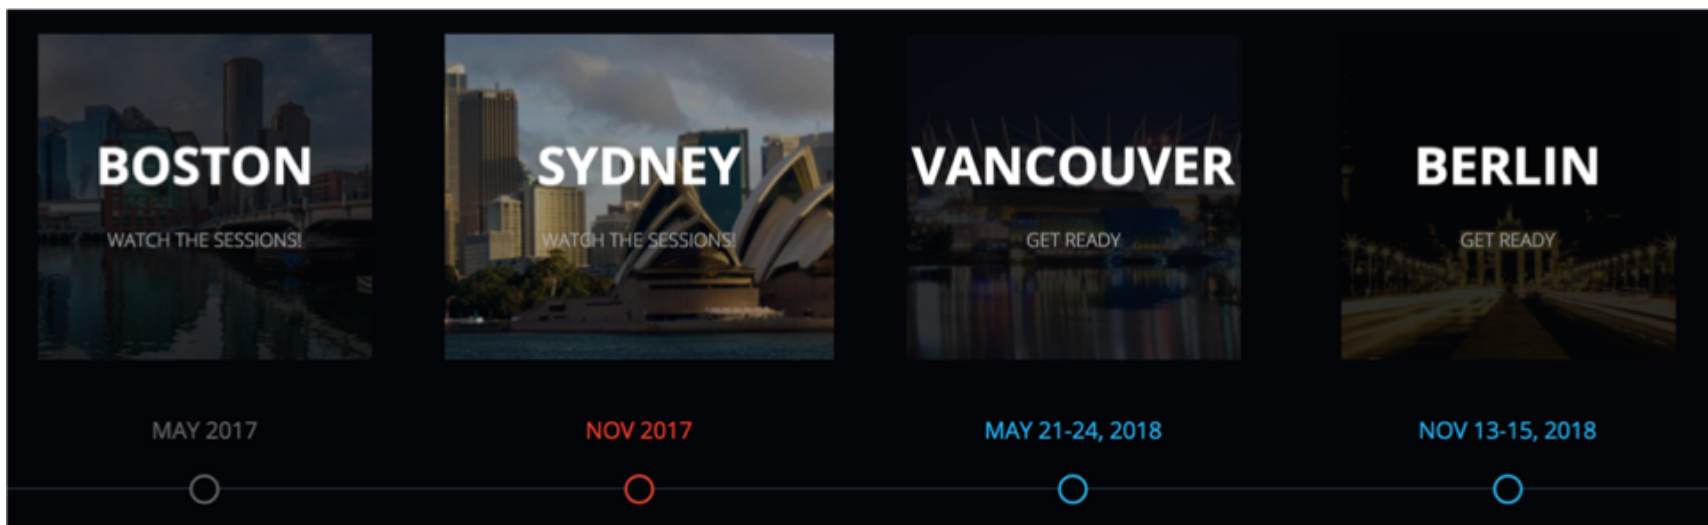 BOSTON
WATCH THE SESSIONS!
MAY 2017
SYDNEY
WATCH THE SESSIONS!
NOV 2017
VANCOUVER
GET READY
MAY 21-24, 2018
BERLIN
GET READY
NOV 13-15, 2018